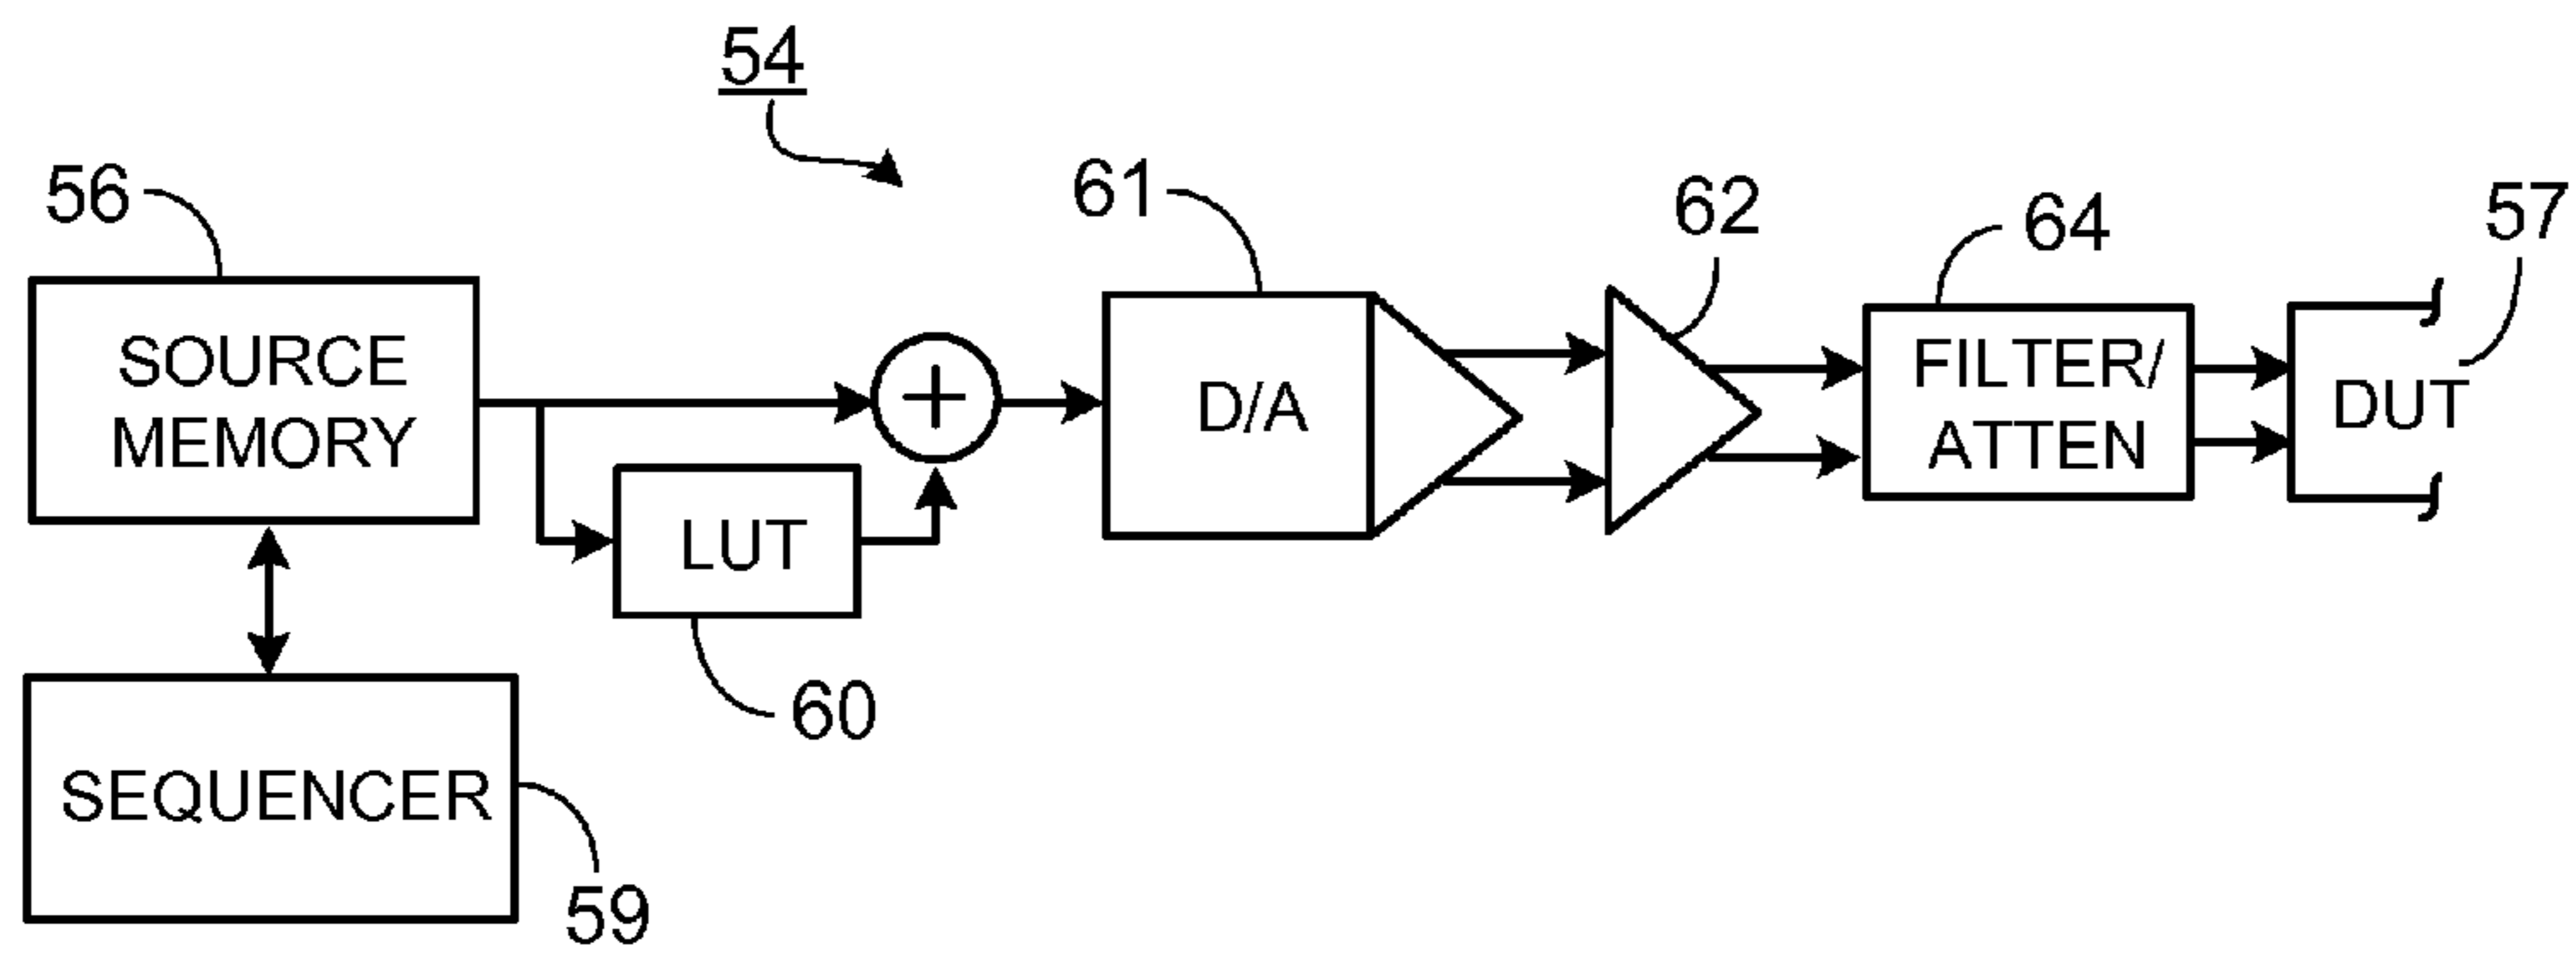 54
56
61
62
64
57
SOURCE
MEMORY
+
D/A
FILTER/
ATTEN
DUT
LUT
60
SEQUENCER
59